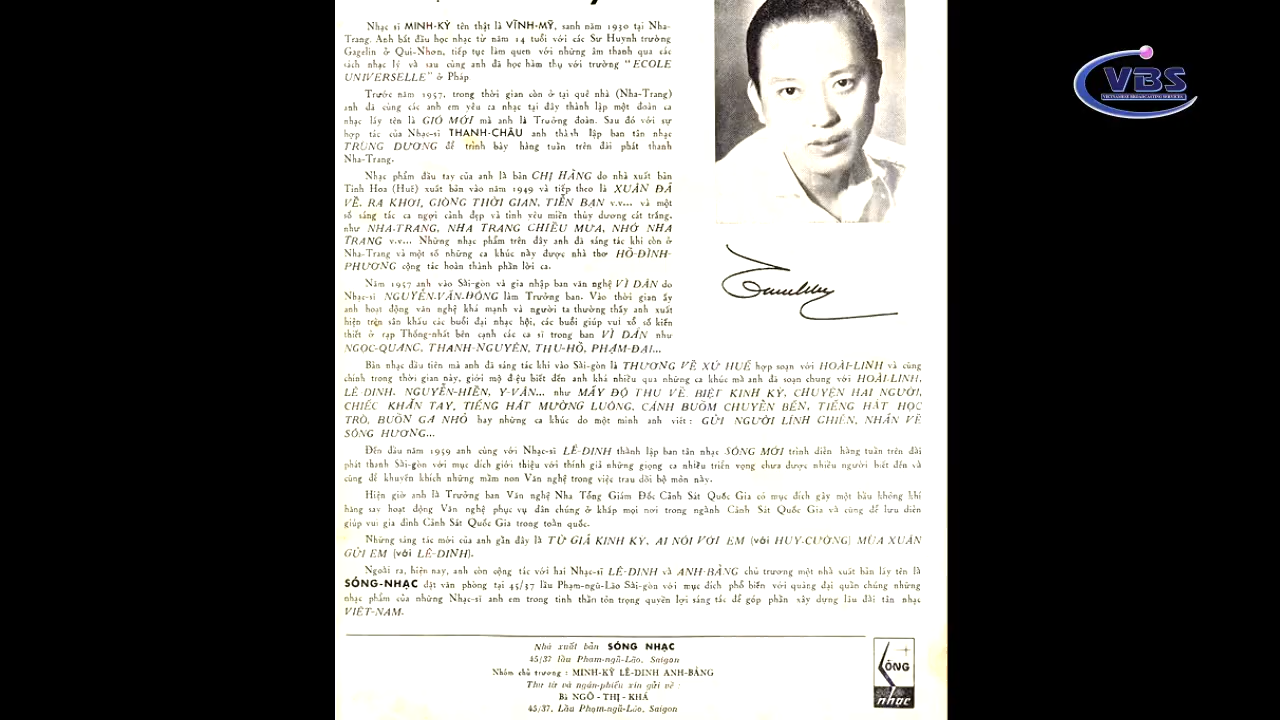 Nhạc sĩ MINH-KỲ tên thật là VĨNH-MỸ, sanh năm 1930 tại Nha-
Trang. Anh bắt đầu học nhạc từ năm 14 tuổi với các Sư Huynh trường
Gagelin ở Qui-Nhơn, tiếp tục làm quen với những âm thanh qua các
sách nhạc lý và sau cùng anh đã học hàm thụ với trường "ECOLE
UNIVERSELLE" ở Pháp
Trước năm 1957, trong thời gian còn ở tại quê nhà (Nha-Trang)
anh đã cùng các anh em yêu ca nhạc tại đây thành lập một đoàn ca
nhạc lấy tên là GIÓ MỚI mà anh là Trưởng đoàn. Sau đó với sự
hợp tác của Nhạc-sĩ THANH-CHÂU anh thành lập ban tân nhạc
TRÙNG DƯƠNG để trình bày hàng tuần trên đài phát thanh
Nha-Trang.
Nhạc phẩm đầu tay của anh là bản CHỊ HẰNG do nhà xuất bản
Tinh Hoa (Huế) xuất bản vào năm 1949 và tiếp theo là XUÂN ĐÃ
VỀ, RA KHƠI, GIÒNG THỜI GIAN, TIỄN BẠN v.v... và một
số sáng tác ca ngợi cảnh đẹp và tình yêu miền thùy dương cát trắng,
như NHA-TRANG, NHA TRANG CHIỀU MƯA, NHỚ NHA
TRANG v.v... Những nhạc phẩm trên đây anh đã sáng tác khi còn ở
Nha-Trang và một số những ca khúc này được nhà thơ HỒ-ĐÌNH-
PHƯƠNG cộng tác hoàn thành phần lời ca.
Năm 1957 anh vào Sài-gòn và gia nhập ban văn nghệ VÌ DÂN do
Nhạc-sĩ NGUYỄN-VĂN-ĐÔNG làm Trưởng ban. Vào thời gian ấy
anh hoạt động văn nghệ khá mạnh và người ta thường thấy anh xuất
hiện trên sân khấu các buổi đại nhạc hội, các buổi giúp vui xổ số kiến
thiết ở rạp Thống-nhất bên cạnh các ca sĩ trong ban VÌ DÂN như
NGỌC-QUANG, THANH-NGUYÊN, THU-HỒ, PHẠM-ĐẠI...
Bản nhạc đầu tiên mà anh đã sáng tác khi vào Sài-gòn là THƯƠNG VỀ XỨ HUẾ hợp soạn với HOÀI-LINH và cũng
chính trong thời gian này, giới mộ điệu biết đến anh khá nhiều qua những ca khúc mà anh đã soạn chung với HOÀI-LINH,
LÊ DINH, NGUYỄN-HIỀN, Y-VÂN... như MẤY ĐỘ THU VỀ, BIỆT KINH KỲ, CHUYỆN HAI NGƯỜI,
CHIẾC KHĂN TAY, TIẾNG HÁT MƯỜNG LUÔNG, CÁNH BUỒM CHUYỂN BẾN, TIẾNG HÁT HỌC
TRÒ, BUỒN GA NHỎ hay những ca khúc do một mình anh viết : GỬI NGƯỜI LÍNH CHIẾN, NHẮN VỀ
SÔNG HƯƠNG...
Đến đầu năm 1959 anh cùng với Nhạc-sĩ LÊ-DINH thành lập ban tân nhạc SÓNG MỚI trình diễn hàng tuần trên đài
phát thanh Sài-gòn với mục đích giới thiệu với thính giả những giọng ca nhiều triển vọng chưa được nhiều người biết đến và
cũng để khuyến khích những mầm non Văn nghệ trong việc trau dồi bộ môn này.
Hiện giờ anh là Trưởng ban Văn nghệ Nha Tổng Giám Đốc Cảnh Sát Quốc Gia có mục đích gây một bầu không khí
hăng say hoạt động Văn nghệ phục vụ dân chúng ở khắp mọi nơi trong ngành Cảnh Sát Quốc Gia và cũng để lưu diễn
giúp vui gia đình Cảnh Sát Quốc Gia trong toàn quốc.
Những sáng tác mới của anh gần đây là TỪ GIÃ KINH KỲ, AI NÓI VỚI EM (với HUY-CƯỜNG) MÙA XUÂN
GỬI EM (với LÊ-DINH).
Ngoài ra, hiện nay, anh còn cộng tác với hai Nhạc-sĩ LÊ-DINH và ANH-BẰNG chủ trương một nhà xuất bản lấy tên là
SÓNG-NHẠC đặt văn phòng tại 45/37 lầu Phạm-ngũ-Lão Sài-gòn với mục đích phổ biến với quảng đại quần chúng những
nhạc phẩm của những Nhạc-sĩ anh em trong tinh thần tôn trọng quyền lợi sáng tác để góp phần xây dựng lâu đài tân nhạc
VIỆT-NAM.
Nhà xuất bản SÓNG NHẠC
45/37 lầu Phạm-ngũ-Lão, Saigon
Nhóm chủ trương : MINH-KỲ LÊ-DINH ANH-BẰNG
Thư từ và ngân-phiếu xin gửi về :
Bà NGÔ - THỊ - KHÁ
45/37, Lầu Phạm-ngũ-Lão, Saigon
SÓNG
nhạc
VBS
VIETNAMESE BROADCASTING SERVICES